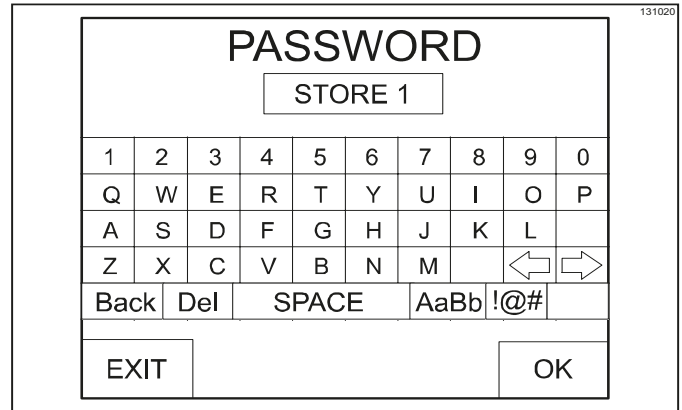 131020
PASSWORD
STORE 1
1 2 3 4 5 6 7 8 9 0
Q W E R T Y U I O P
A S D F G H J K L
Z X C V B N M
Back Del SPACE AaBb !@#
EXIT OK